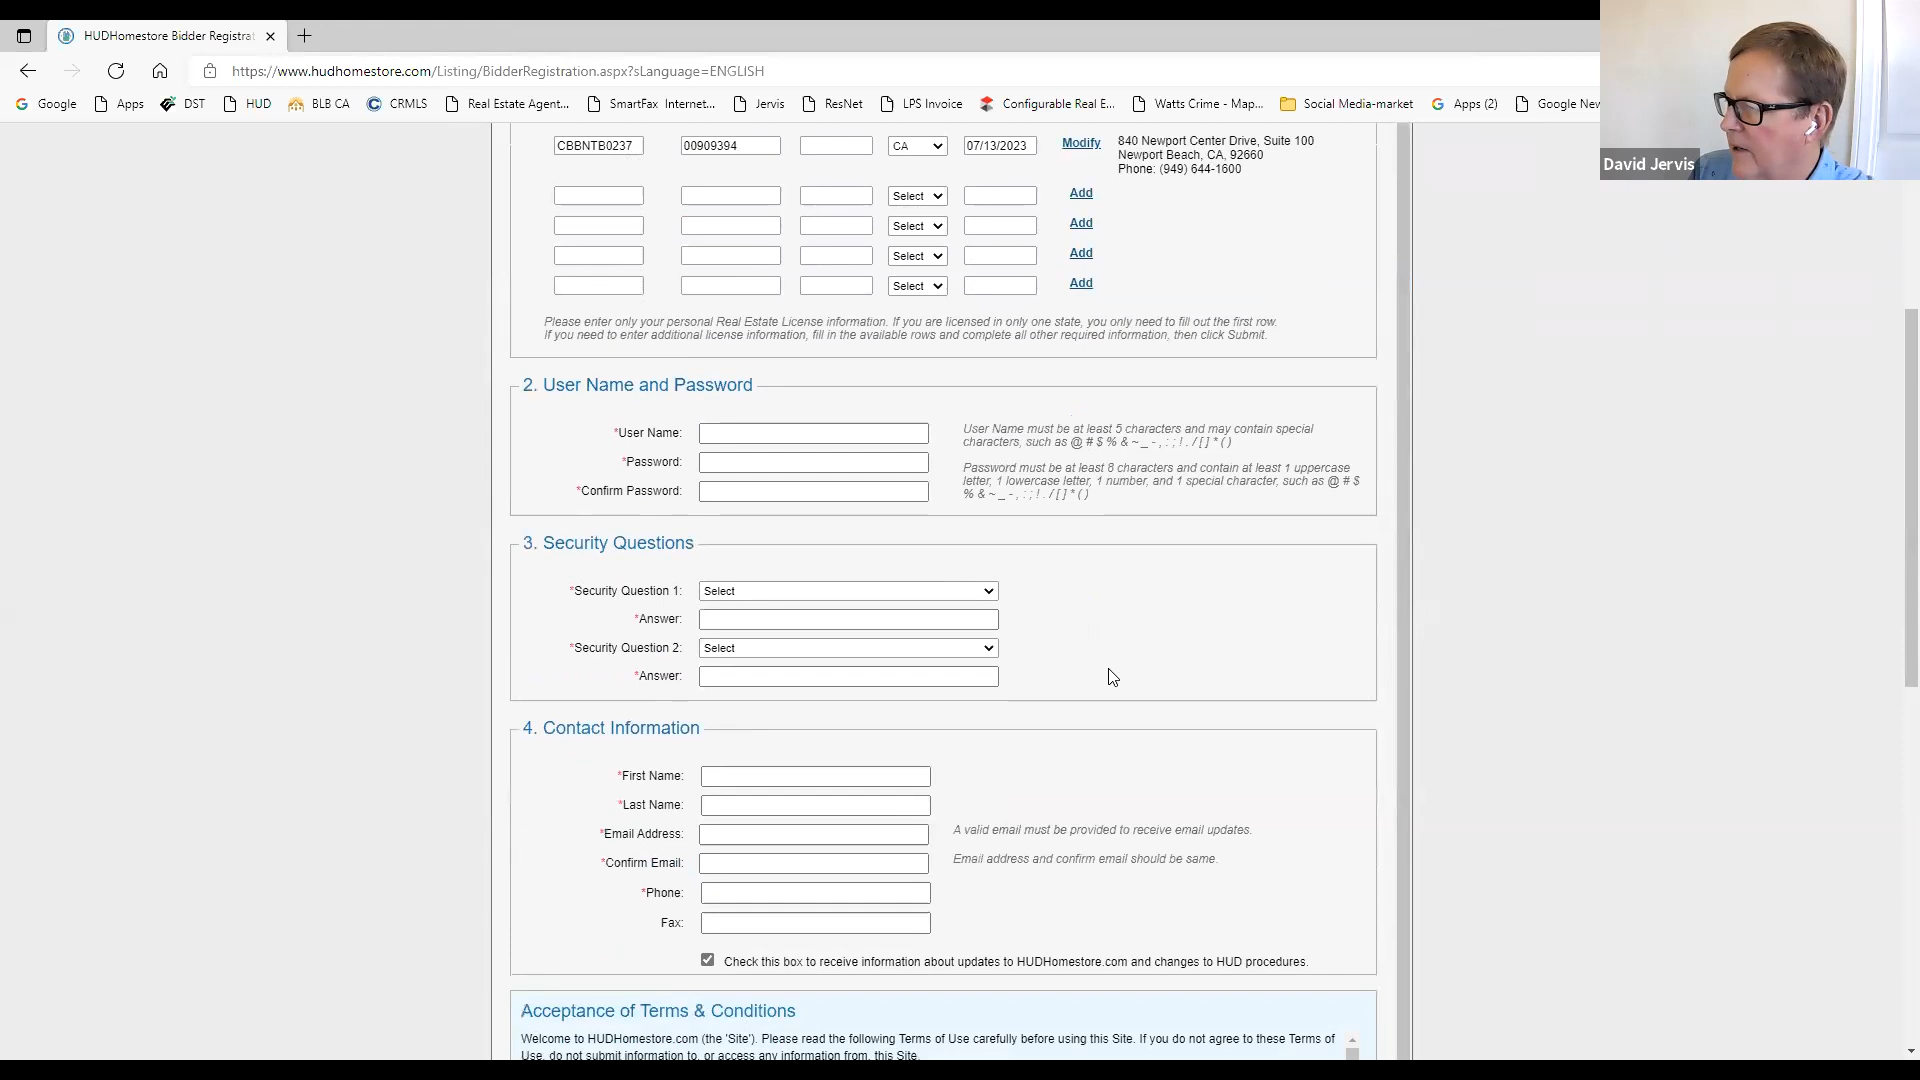 HUDHomestore Bidder Registrat
https://www.hudhomestore.com/Listing/BidderRegistration.aspx?sLanguage=ENGLISH
Google Apps DST HUD BLB CA CRMLS Real Estate Agent... SmartFax Internet... Jervis ResNet LPS Invoice Configurable Real E... Watts Crime - Map... Social Media-market Apps (2) Google New
David Jervis
CBBNTB0237 00909394 CA 07/13/2023 Modify 840 Newport Center Drive, Suite 100
Newport Beach, CA, 92660
Phone: (949) 644-1600
Select Add
Select Add
Select Add
Select Add
Please enter only your personal Real Estate License information. If you are licensed in only one state, you only need to fill out the first row.
If you need to enter additional license information, fill in the available rows and complete all other required information, then click Submit.
2. User Name and Password
*User Name: User Name must be at least 5 characters and may contain special
characters, such as @ # $ % & ~ _ - , : ; ! . / [ ] * ( )
*Password: Password must be at least 8 characters and contain at least 1 uppercase
letter, 1 lowercase letter, 1 number, and 1 special character, such as @ # $
*Confirm Password: % & ~ _ - , : ; ! . / [ ] * ( )
3. Security Questions
*Security Question 1: Select
*Answer:
*Security Question 2: Select
*Answer:
4. Contact Information
*First Name:
*Last Name:
*Email Address: A valid email must be provided to receive email updates.
*Confirm Email: Email address and confirm email should be same.
*Phone:
Fax:
Check this box to receive information about updates to HUDHomestore.com and changes to HUD procedures.
Acceptance of Terms & Conditions
Welcome to HUDHomestore.com (the 'Site'). Please read the following Terms of Use carefully before using this Site. If you do not agree to these Terms of
Use, do not submit information to, or access any information from, this Site.